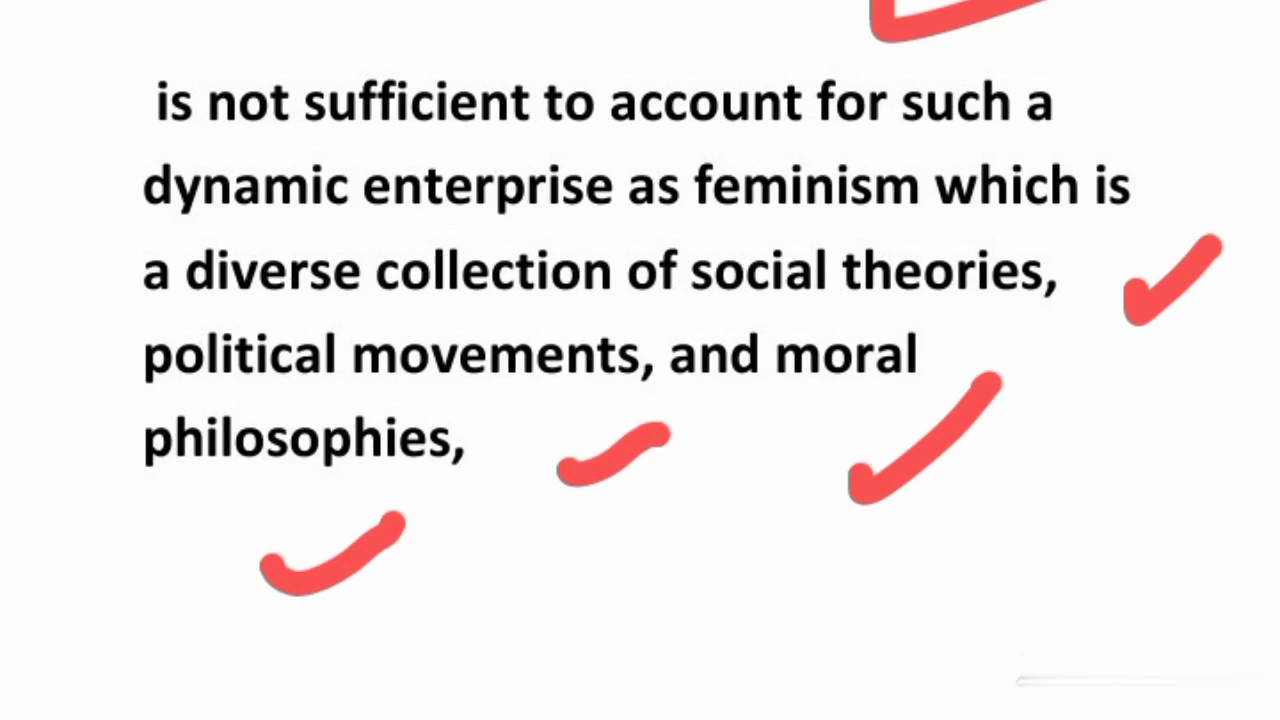 is not sufficient to account for such a
dynamic enterprise as feminism which is
a diverse collection of social theories,
political movements, and moral
philosophies,